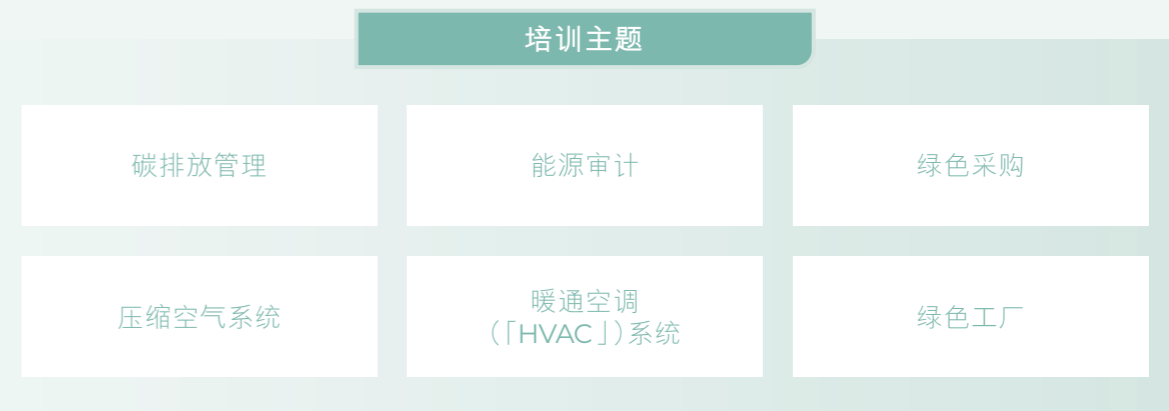 培训主题
碳排放管理
能源审计
绿色采购
压缩空气系统
暖通空调
(「HVAC」)系统
绿色工厂